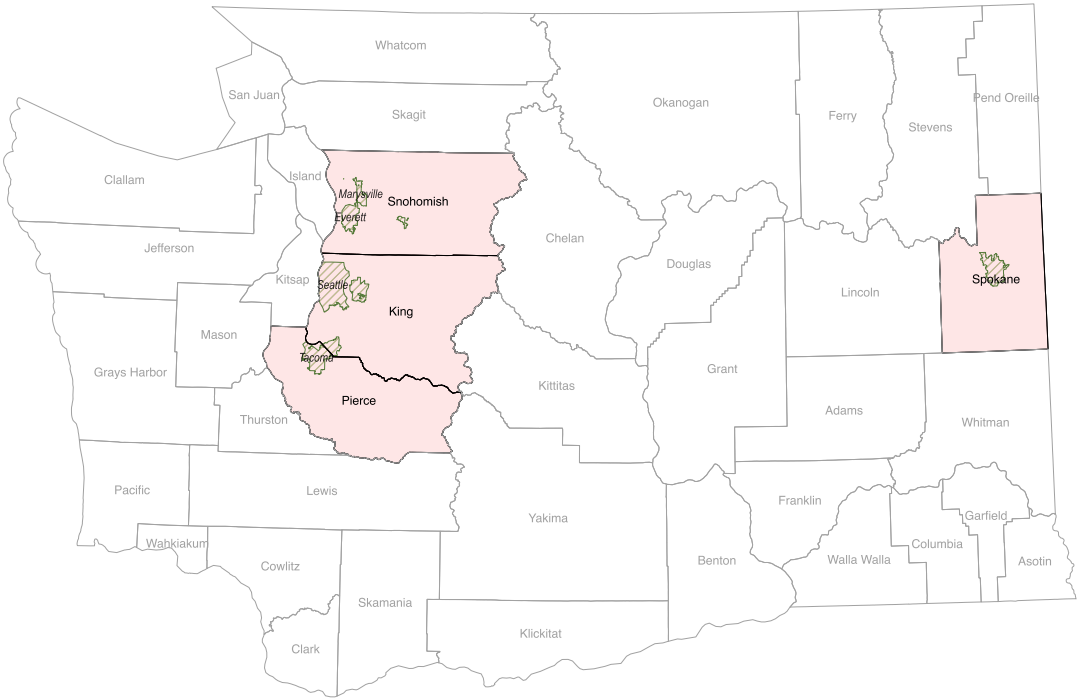 Whatcom
San Juan
Skagit
Okanogan
Ferry
Stevens
Pend Oreille
Clallam
Island
Marysville
Snohomish
Everett
Jefferson
Chelan
Douglas
Kitsap
Seattle
King
Lincoln
Spokane
Mason
Tacoma
Grays Harbor
Pierce
Kittitas
Grant
Thurston
Adams
Whitman
Pacific
Lewis
Yakima
Franklin
Garfield
Wahkiakum
Cowlitz
Benton
Walla Walla
Columbia
Asotin
Skamania
Klickitat
Clark